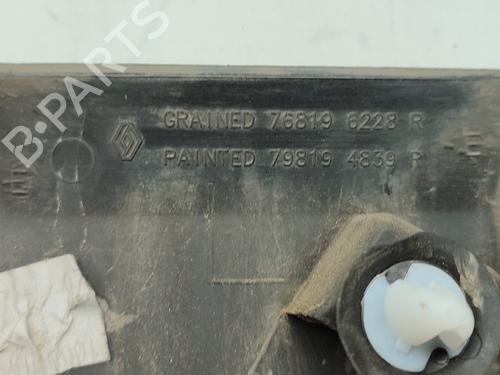 B-PARTS
GRAINED 76819 6228 R
PAINTED 79819 4839 R